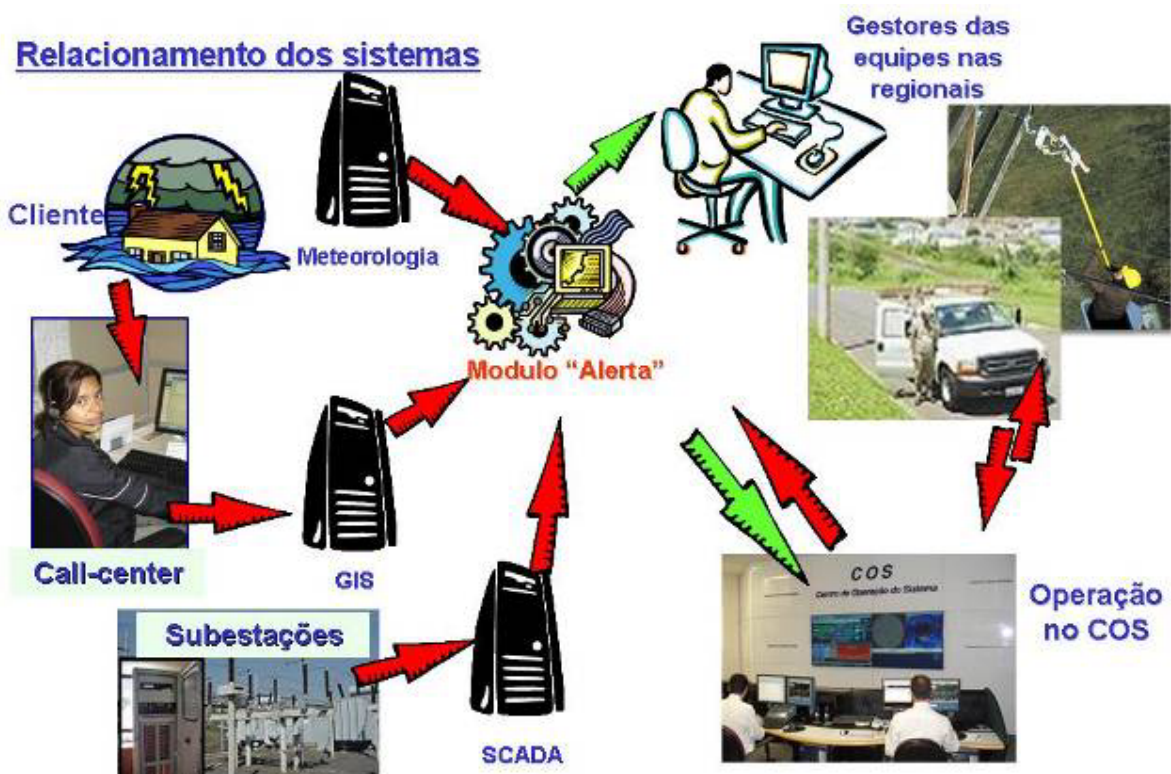 Relacionamento dos sistemas
Gestores das
equipes nas
regionais
Cliente
Meteorologia
Modulo “Alerta”
Call-center
GIS
Subestações
SCADA
COS
Centro de Operação do Sistema
Operação
no COS